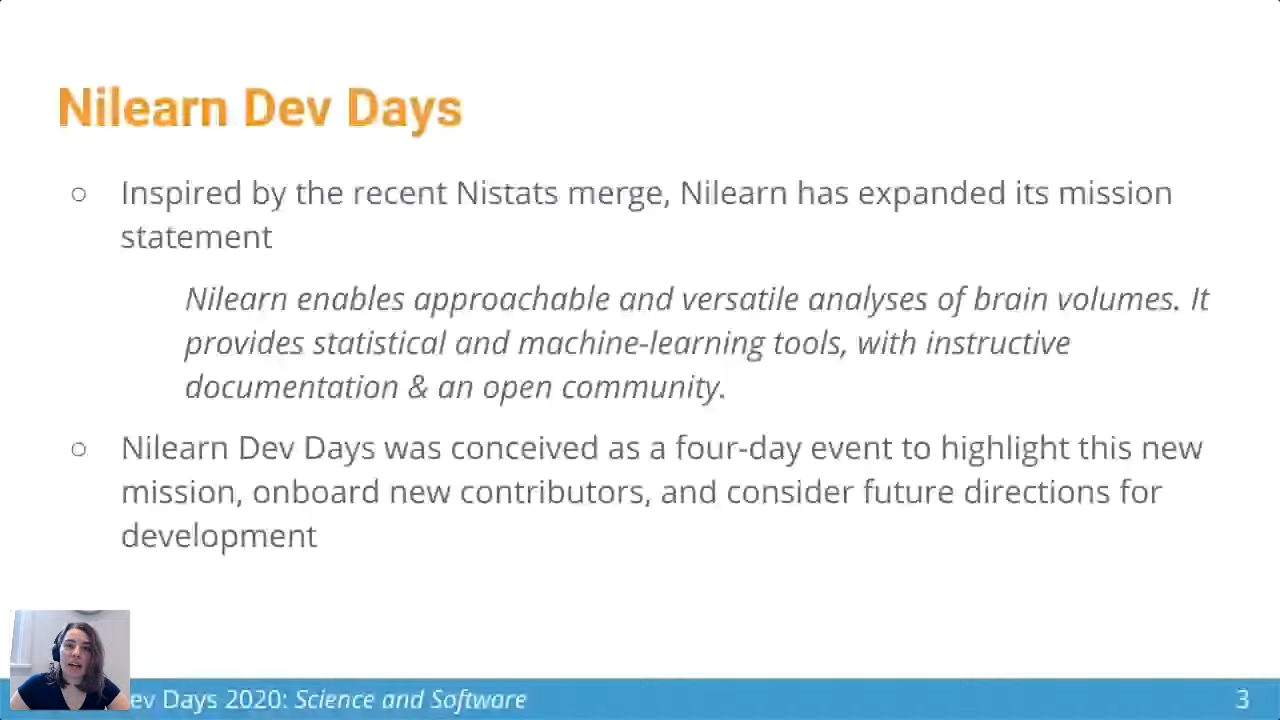 Nilearn Dev Days
Inspired by the recent Nistats merge, Nilearn has expanded its mission
statement
Nilearn enables approachable and versatile analyses of brain volumes. It
provides statistical and machine-learning tools, with instructive
documentation & an open community.
Nilearn Dev Days was conceived as a four-day event to highlight this new
mission, onboard new contributors, and consider future directions for
development
ev Days 2020: Science and Software
3